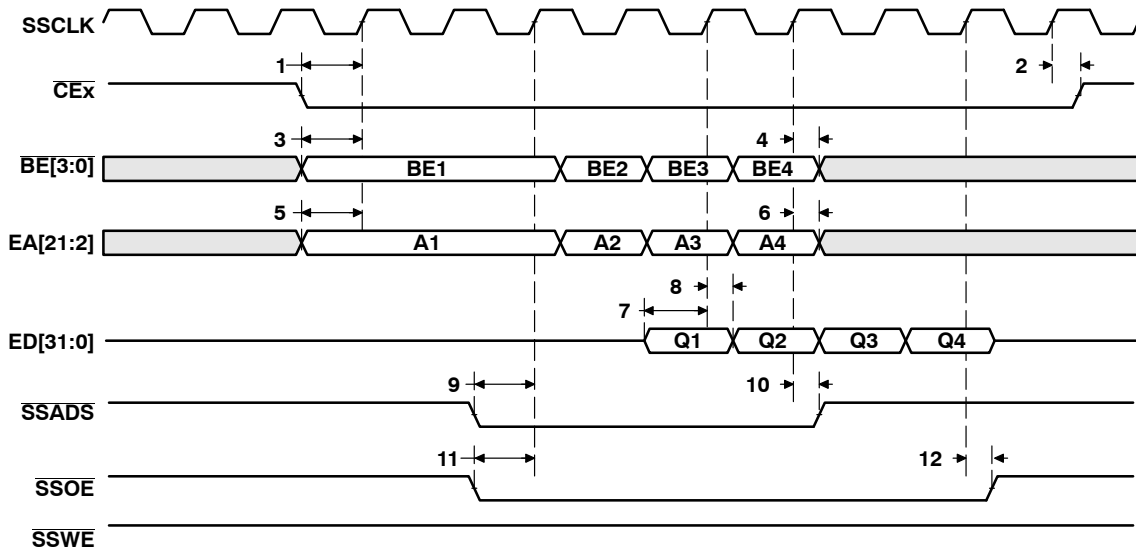 SSCLK
1
2
CEx
3
4
BE[3:0]
BE1
BE2
BE3
BE4
5
6
EA[21:2]
A1
A2
A3
A4
8
7
ED[31:0]
Q1
Q2
Q3
Q4
9
10
SSADS
11
12
SSOE
SSWE